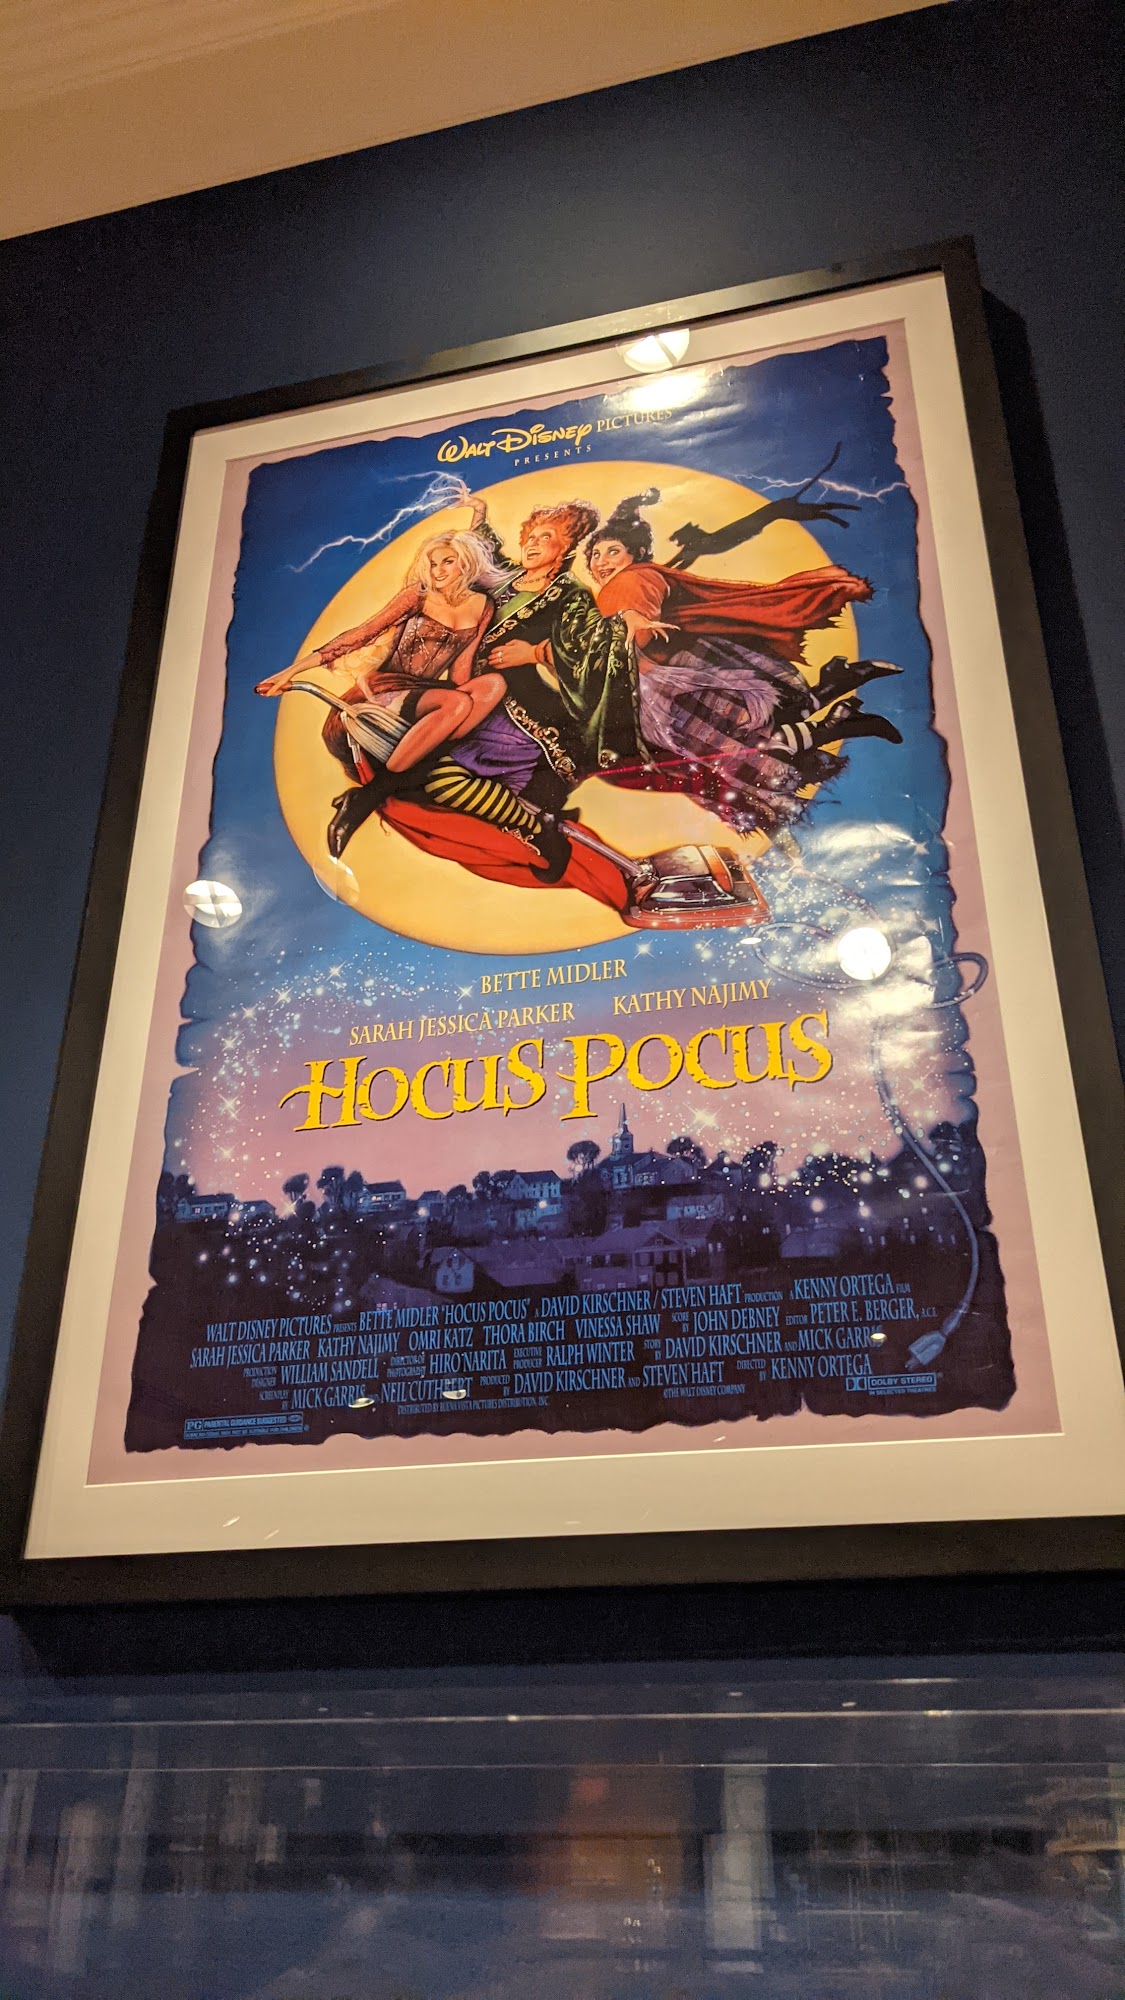 WALT DISNEY PICTURES
PRESENTS
BETTE MIDLER
SARAH JESSICA PARKER KATHY NAJIMY
HOCUS POCUS
WALT DISNEY PICTURES PRESENTS BETTE MIDLER 'HOCUS POCUS' A DAVID KIRSCHNER / STEVEN HAFT PRODUCTION A KENNY ORTEGA FILM
SARAH JESSICA PARKER KATHY NAJIMY OMRI KATZ THORA BIRCH VINESSA SHAW SCORE BY JOHN DEBNEY EDITOR PETER E. BERGER, A.C.E.
PRODUCTION DESIGNER WILLIAM SANDELL DIRECTOR OF PHOTOGRAPHY HIRO NARITA EXECUTIVE PRODUCER RALPH WINTER STORY BY DAVID KIRSCHNER AND MICK GARRIS
SCREENPLAY BY MICK GARRIS AND NEIL CUTHBERT PRODUCED BY DAVID KIRSCHNER AND STEVEN HAFT DIRECTED BY KENNY ORTEGA
DISTRIBUTED BY BUENA VISTA PICTURES DISTRIBUTION, INC. ©THE WALT DISNEY COMPANY
DOLBY STEREO
IN SELECTED THEATRES
PG PARENTAL GUIDANCE SUGGESTED